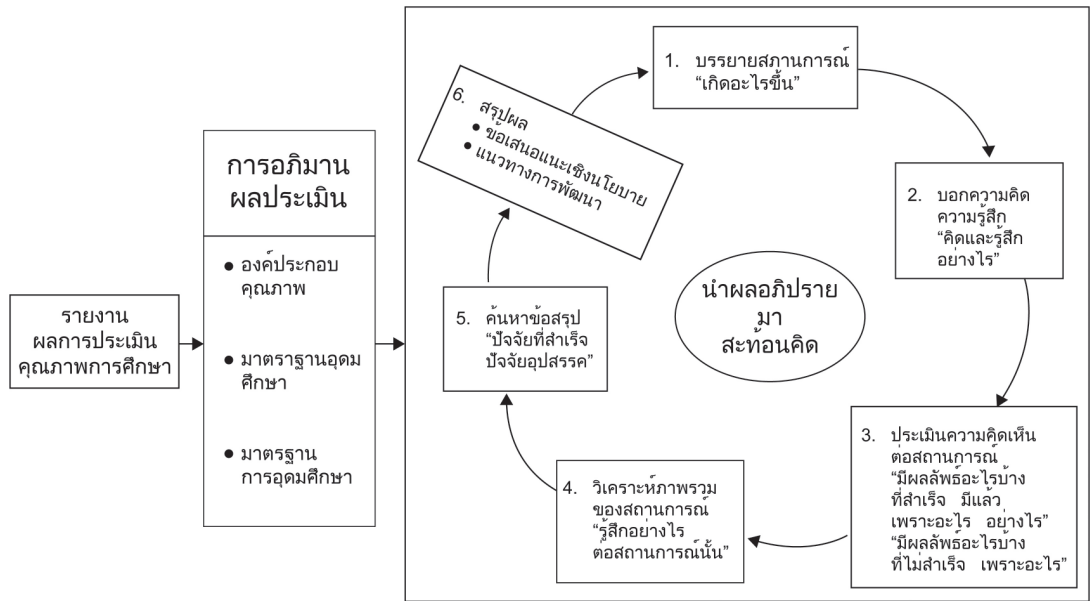 รายงาน
ผลการประเมิน
คุณภาพการศึกษา
การอภิมาน
ผลประเมิน
● องค์ประกอบ
คุณภาพ
● มาตราฐานอุดม
ศึกษา
● มาตรฐาน
การอุดมศึกษา
1. บรรยายสถานการณ์
“เกิดอะไรขึ้น”
2. บอกความคิด
ความรู้สึก
“คิดและรู้สึก
อย่างไร”
3. ประเมินความคิดเห็น
ต่อสถานการณ์
“มีผลลัพธ์อะไรบ้าง
ที่สำเร็จ มีแล้ว
เพราะอะไร อย่างไร”
“มีผลลัพธ์อะไรบ้าง
ที่ไม่สำเร็จ เพราะอะไร”
4. วิเคราะห์ภาพรวม
ของสถานการณ์
“รู้สึกอย่างไร
ต่อสถานการณ์นั้น”
5. ค้นหาข้อสรุป
“ปัจจัยที่สำเร็จ
ปัจจัยอุปสรรค”
6. สรุปผล
● ข้อเสนอแนะเชิงนโยบาย
● แนวทางการพัฒนา
นำผลอภิปราย
มา
สะท้อนคิด